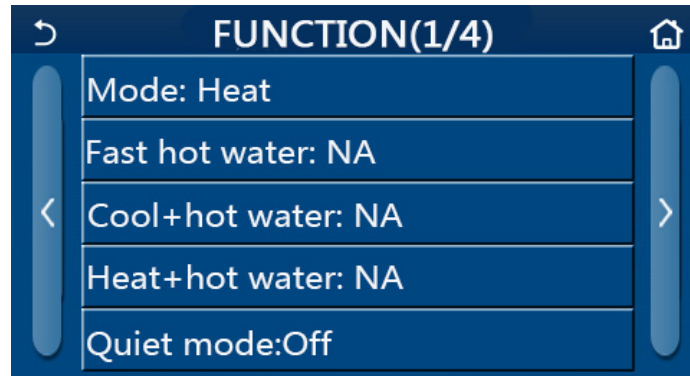 FUNCTION(1/4)
Mode: Heat
Fast hot water: NA
Cool+hot water: NA
Heat+hot water: NA
Quiet mode:Off